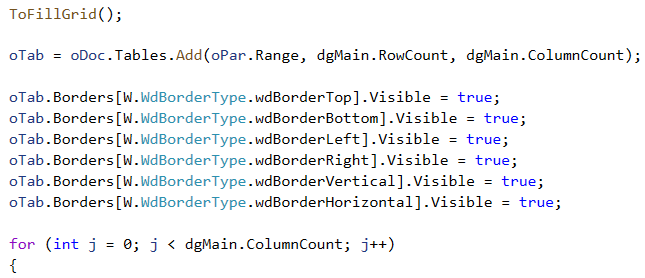 ToFillGrid();
oTab = oDoc.Tables.Add(oPar.Range, dgMain.RowCount, dgMain.ColumnCount);
oTab.Borders[W.WdBorderType.wdBorderTop].Visible = true;
oTab.Borders[W.WdBorderType.wdBorderBottom].Visible = true;
oTab.Borders[W.WdBorderType.wdBorderLeft].Visible = true;
oTab.Borders[W.WdBorderType.wdBorderRight].Visible = true;
oTab.Borders[W.WdBorderType.wdBorderVertical].Visible = true;
oTab.Borders[W.WdBorderType.wdBorderHorizontal].Visible = true;
for (int j = 0; j < dgMain.ColumnCount; j++)
{